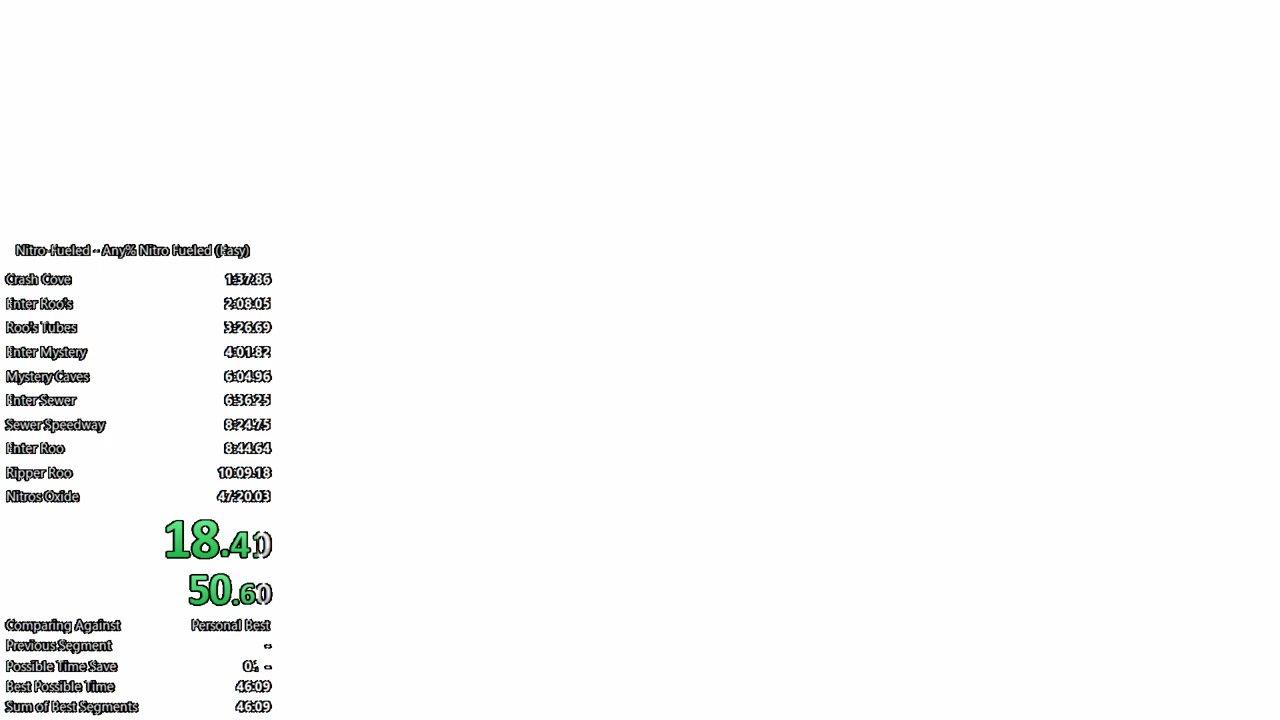 Nitro-Fueled - Any% Nitro Fueled (Easy)
Crash Cove 1:37.86
Enter Roo's 2:08.05
Roo's Tubes 3:26.69
Enter Mystery 4:01.82
Mystery Caves 6:04.96
Enter Sewer 6:36.25
Sewer Speedway 8:24.75
Enter Roo 8:44.64
Ripper Roo 10:09.18
Nitros Oxide 47:20.03
18.4
50.6
Comparing Against Personal Best
Previous Segment -
Possible Time Save -
Best Possible Time 46:09
Sum of Best Segments 46:09